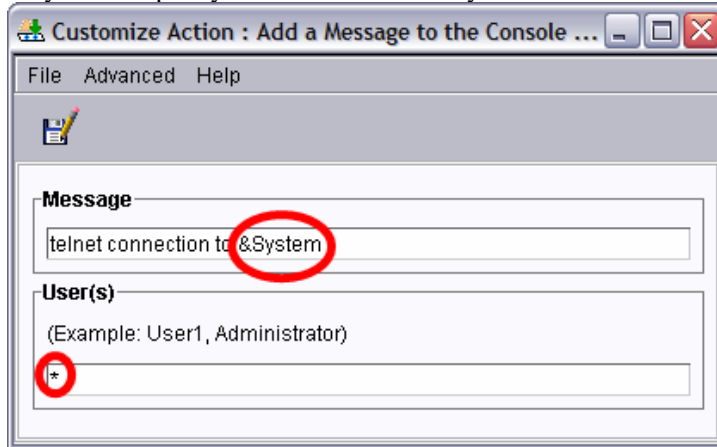 Customize Action : Add a Message to the Console ...
File Advanced Help
Message
telnet connection to &System
User(s)
(Example: User1, Administrator)
*